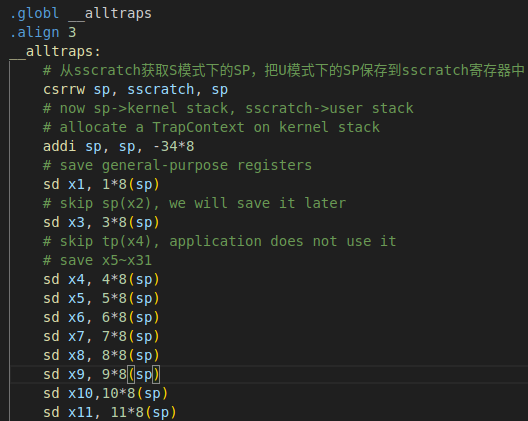 .globl __alltraps
.align 3
__alltraps:
# 从sscratch获取S模式下的SP，把U模式下的SP保存到sscratch寄存器中
csrrw sp, sscratch, sp
# now sp->kernel stack, sscratch->user stack
# allocate a TrapContext on kernel stack
addi sp, sp, -34*8
# save general-purpose registers
sd x1, 1*8(sp)
# skip sp(x2), we will save it later
sd x3, 3*8(sp)
# skip tp(x4), application does not use it
# save x5~x31
sd x4, 4*8(sp)
sd x5, 5*8(sp)
sd x6, 6*8(sp)
sd x7, 7*8(sp)
sd x8, 8*8(sp)
sd x9, 9*8(sp)
sd x10,10*8(sp)
sd x11, 11*8(sp)